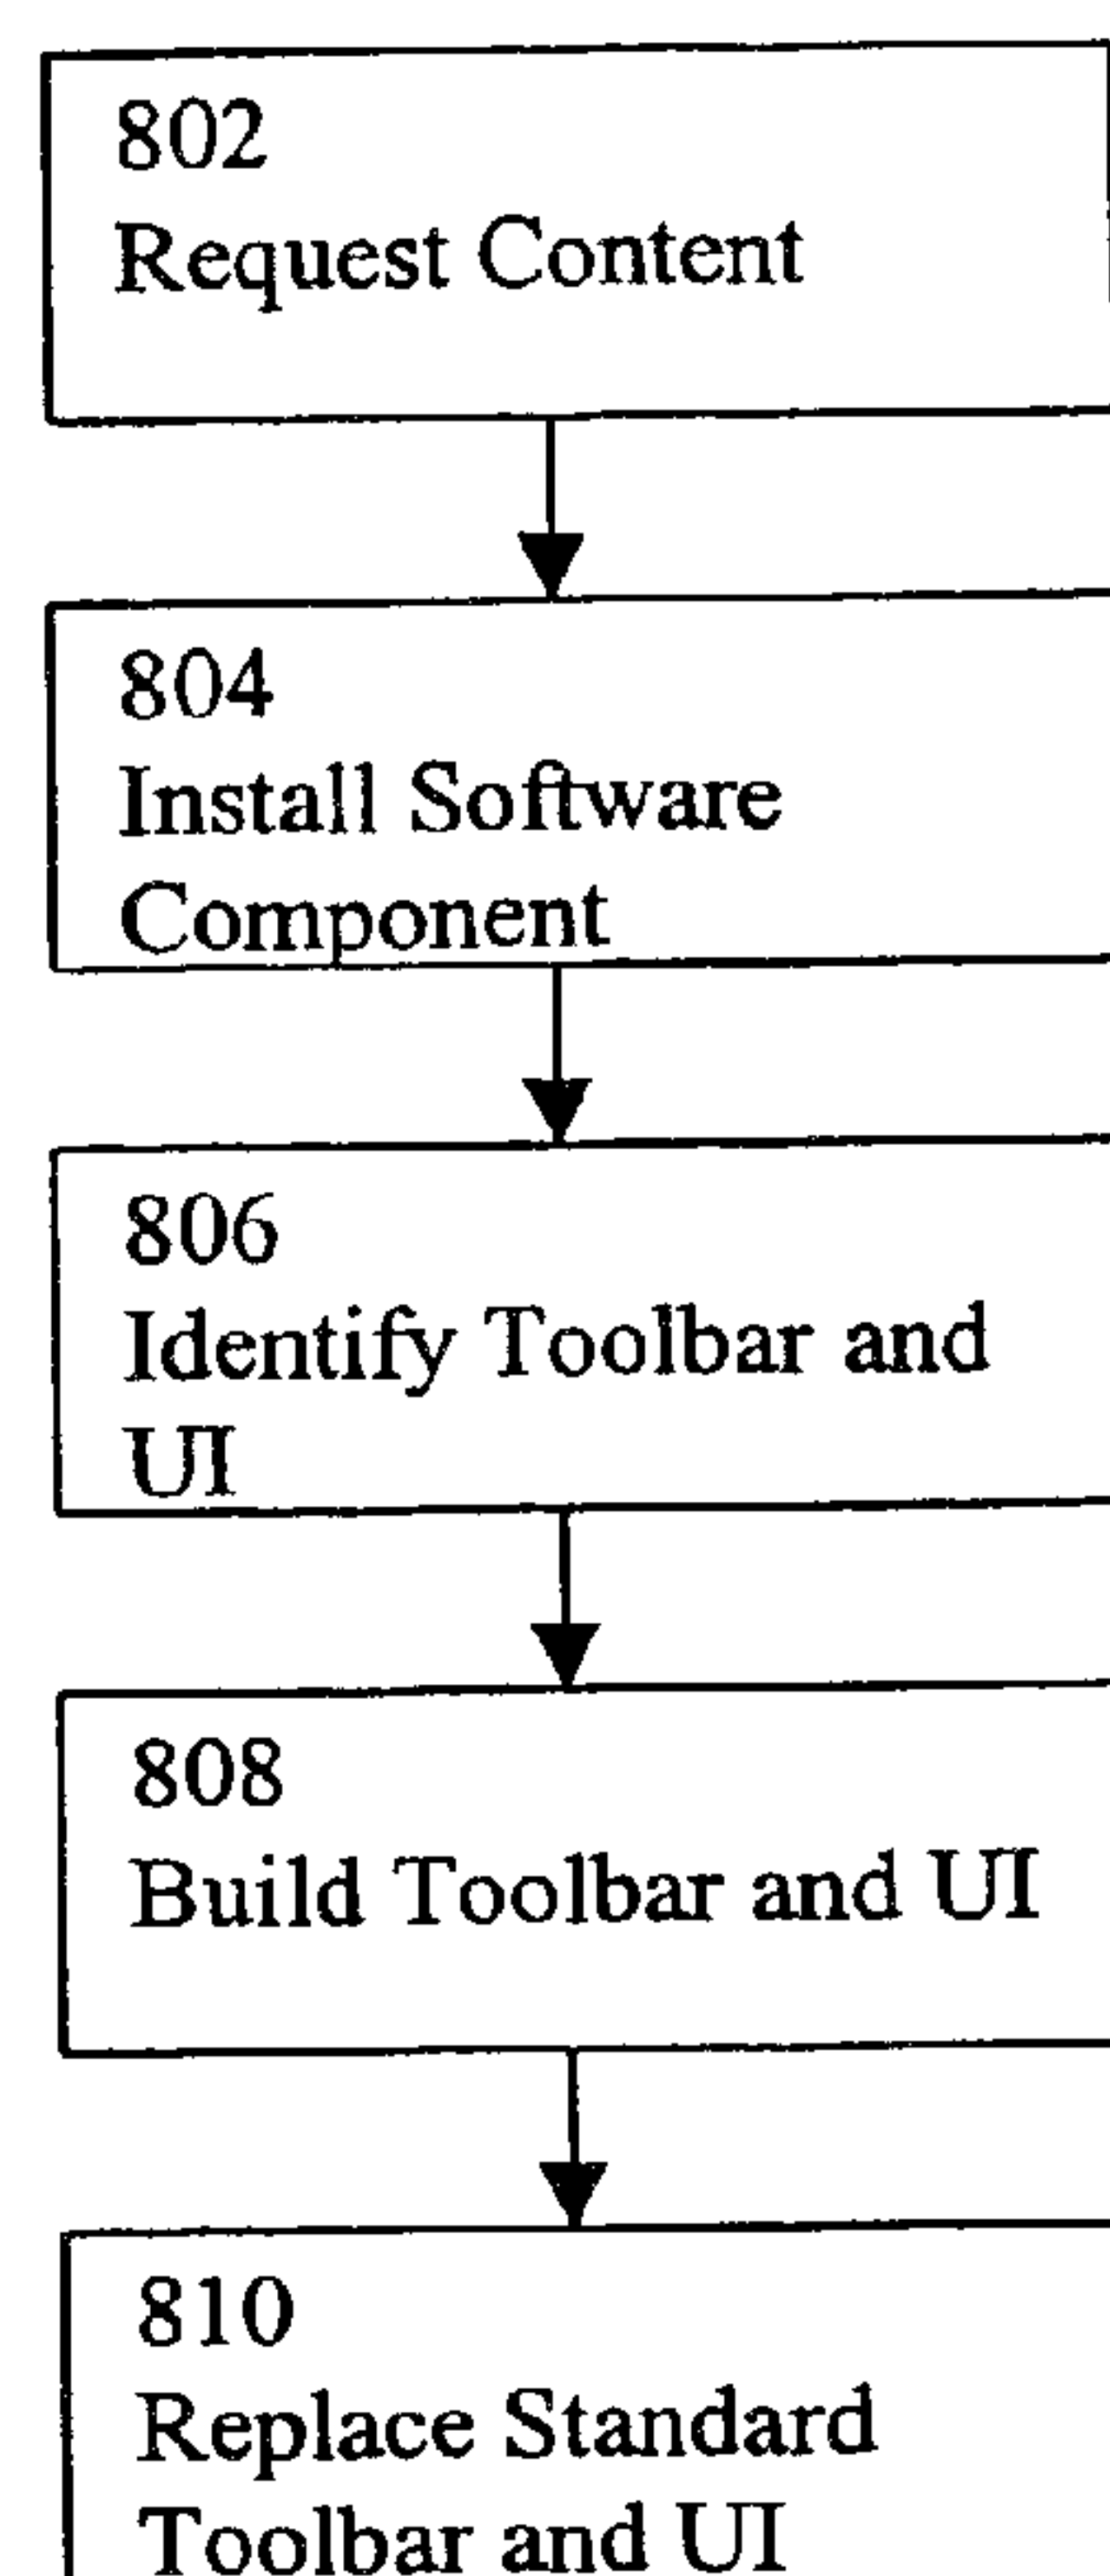 802
Request Content
804
Install Software
Component
806
Identify Toolbar and
UI
808
Build Toolbar and UI
810
Replace Standard
Toolbar and UI